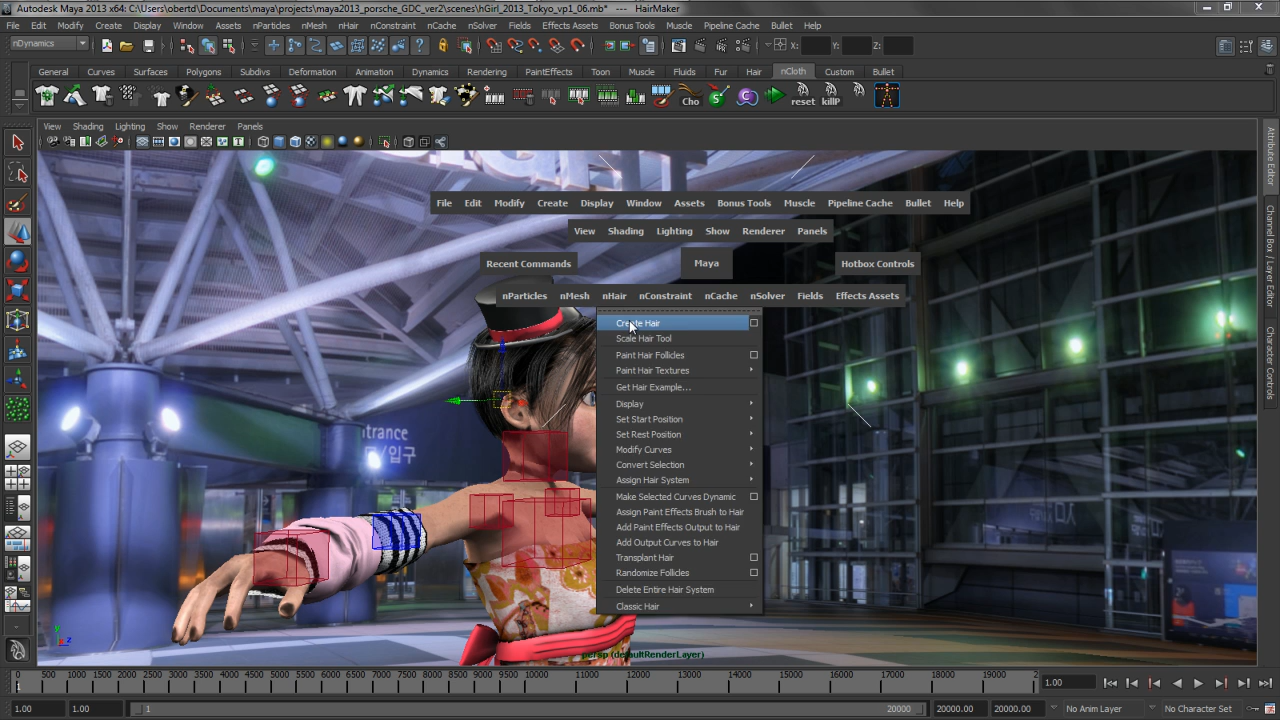 Autodesk Maya 2013 x64: C:\Users\obertd\Documents\maya\projects\maya2013_porsche_GDC_ver2\scenes\hGirl_2013_Tokyo_vp1_06.mb* --- HairMaker
File Edit Modify Create Display Window Assets nParticles nMesh nHair nConstraint nCache nSolver Fields Effects Assets Bonus Tools Muscle Pipeline Cache Bullet Help
nDynamics X: Y: Z:
General Curves Surfaces Polygons Subdivs Deformation Animation Dynamics Rendering PaintEffects Toon Muscle Fluids Fur Hair nCloth Custom Bullet
Cho reset killP
View Shading Lighting Show Renderer Panels
File Edit Modify Create Display Window Assets Bonus Tools Muscle Pipeline Cache Bullet Help
View Shading Lighting Show Renderer Panels
Recent Commands Maya Hotbox Controls
nParticles nMesh nHair nConstraint nCache nSolver Fields Effects Assets
Create Hair
Scale Hair Tool
Paint Hair Follicles
Paint Hair Textures
Get Hair Example...
Display
Set Start Position
Set Rest Position
Modify Curves
Convert Selection
Assign Hair System
Make Selected Curves Dynamic
Assign Paint Effects Brush to Hair
Add Paint Effects Output to Hair
Add Output Curves to Hair
Transplant Hair
Randomize Follicles
Delete Entire Hair System
Classic Hair
ntrance
입구
Attribute Editor
Channel Box / Layer Editor
Character Controls
y
z
persp (defaultRenderLayer)
0 500 1000 1500 2000 2500 3000 3500 4000 4500 5000 5500 6000 6500 7000 7500 8000 8500 9000 9500 10000 11000 12000 13000 14000 15000 16000 17000 18000 19000 2
1 1.00
1.00 1.00 1 20000 20000.00 20000.00 No Anim Layer No Character Set